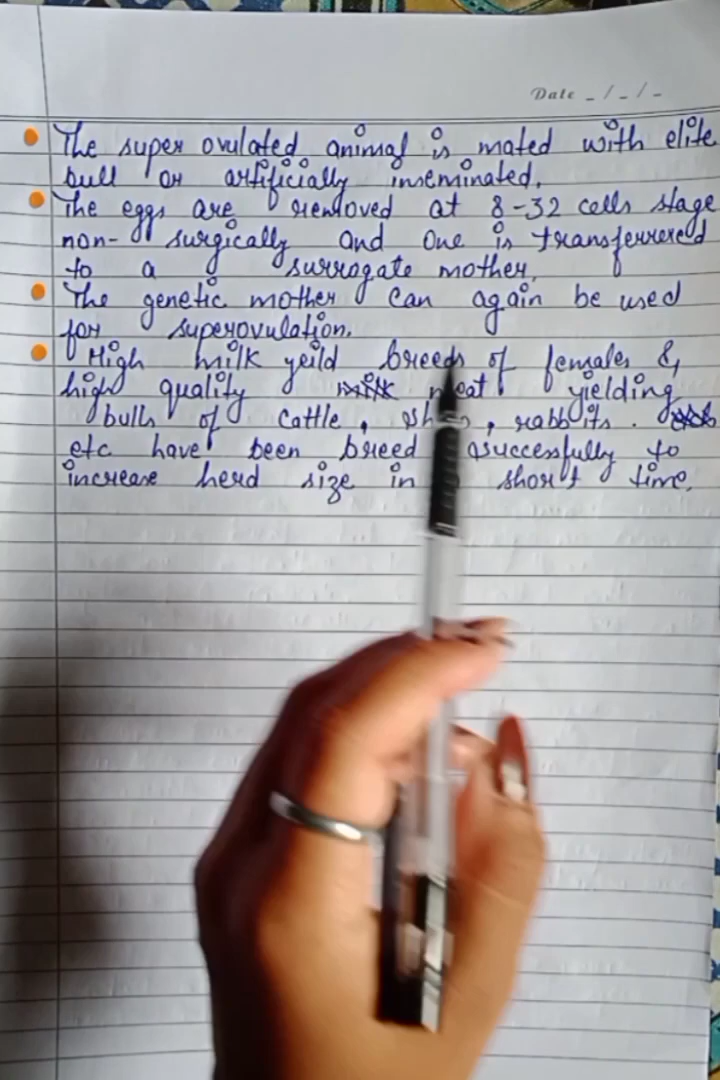 Date _ / _ / _
The super ovulated animal is mated with elite
bull or artificially inseminated.
The eggs are removed at 8-32 cells stage
non- surgically and one is transferrered
to a surrogate mother.
The genetic mother can again be used
for superovulation.
High milk yeild breeds of females &
high quality meat yielding
bulls of cattle, , rabbits.
etc have been breed successfully to
increase herd size in short time.